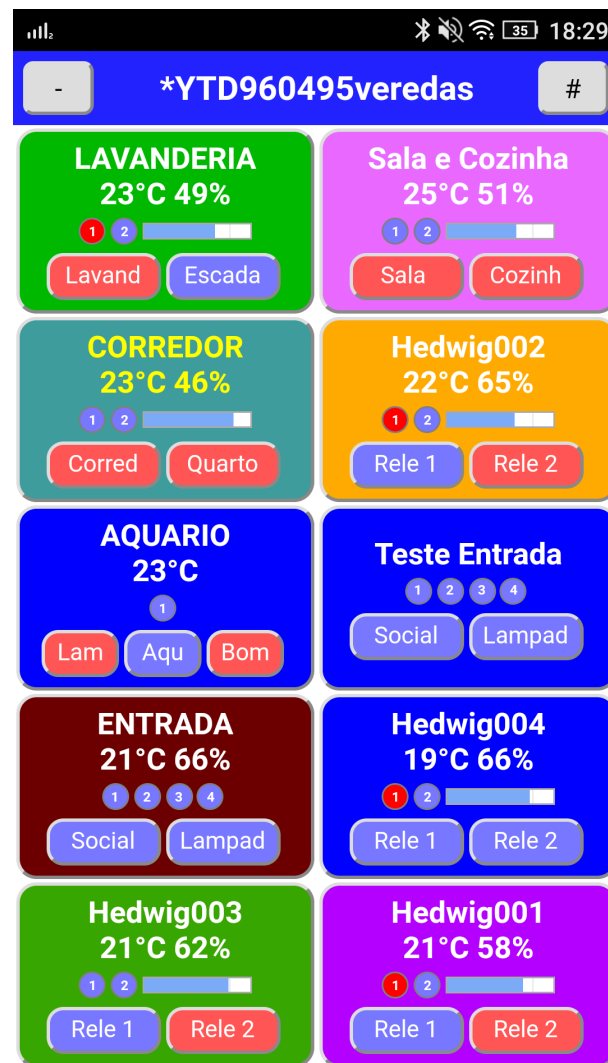 2 35 18:29
- *YTD960495veredas #
LAVANDERIA
23°C 49%
1 2
Lavand Escada
Sala e Cozinha
25°C 51%
1 2
Sala Cozinh
CORREDOR
23°C 46%
1 2
Corred Quarto
Hedwig002
22°C 65%
1 2
Rele 1 Rele 2
AQUARIO
23°C
1
Lam Aqu Bom
Teste Entrada
1 2 3 4
Social Lampad
ENTRADA
21°C 66%
1 2 3 4
Social Lampad
Hedwig004
19°C 66%
1 2
Rele 1 Rele 2
Hedwig003
21°C 62%
1 2
Rele 1 Rele 2
Hedwig001
21°C 58%
1 2
Rele 1 Rele 2